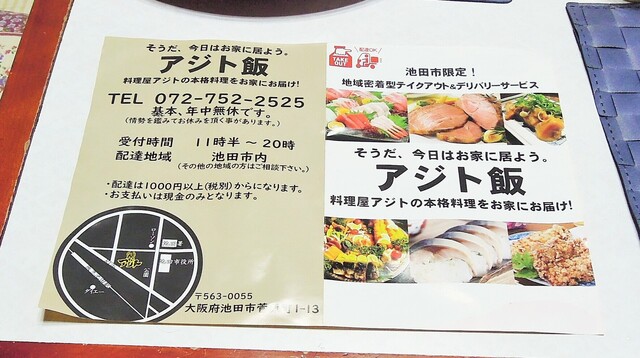 そうだ、今日はお家に居よう。
アジト飯
料理屋アジトの本格料理をお家にお届け!
TEL 072-752-2525
基本、年中無休です。
(情勢を鑑みてお休みを頂く事があります。)
受付時間 11時半~20時
配達地域 池田市内
(その他の地域の方はご相談下さい。)
・配達は1000円以上(税別)からになります。
・お支払いは現金のみとなります。
ダイエー
〒563-0055
大阪府池田市菅 1-13
TAKE OUT
池田市限定!
地域密着型テイクアウト&デリバリーサービス
そうだ、今日はお家に居よう。
アジト飯
料理屋アジトの本格料理をお家にお届け!